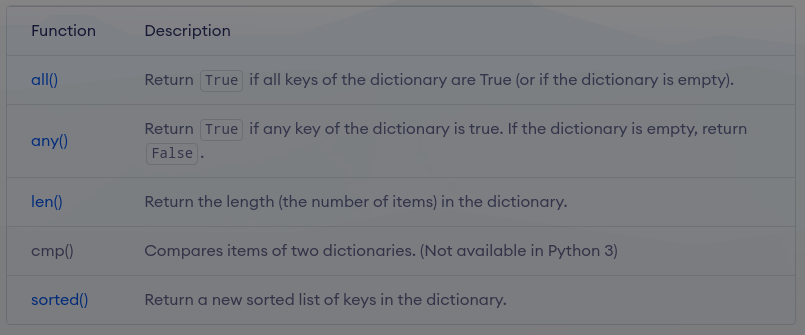 Function Description
all() Return True if all keys of the dictionary are True (or if the dictionary is empty).
any() Return True if any key of the dictionary is true. If the dictionary is empty, return
False .
len() Return the length (the number of items) in the dictionary.
cmp() Compares items of two dictionaries. (Not available in Python 3)
sorted() Return a new sorted list of keys in the dictionary.